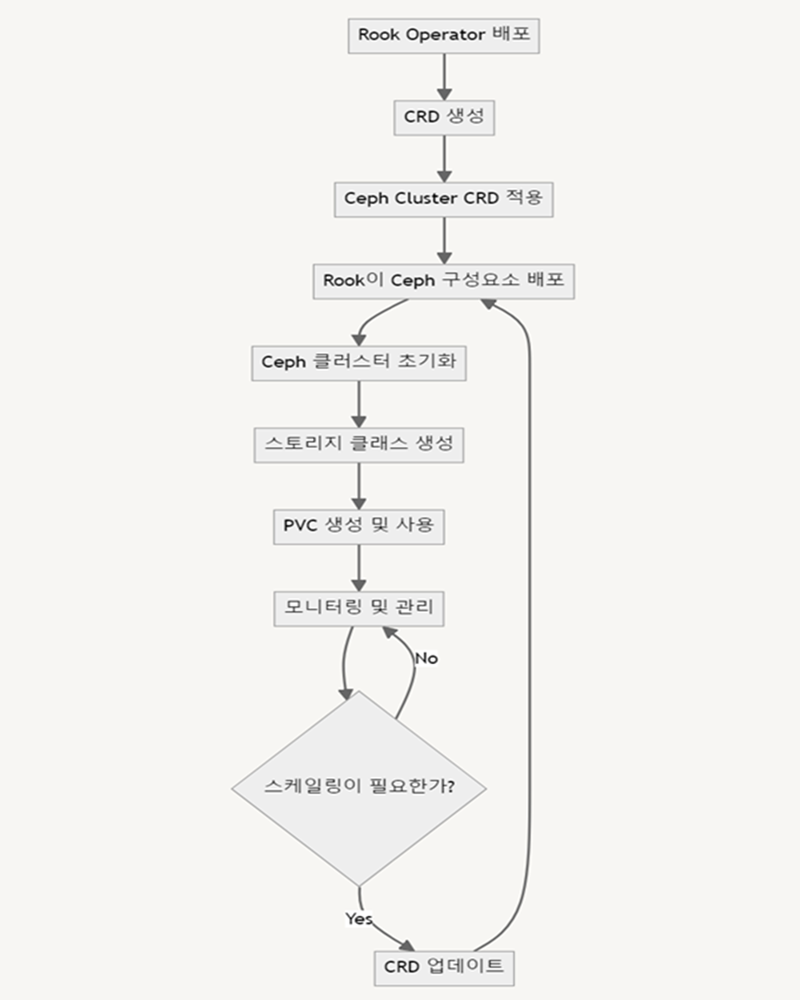 Rook Operator 배포
CRD 생성
Ceph Cluster CRD 적용
Rook이 Ceph 구성요소 배포
Ceph 클러스터 초기화
스토리지 클래스 생성
PVC 생성 및 사용
모니터링 및 관리
No
스케일링이 필요한가?
Yes
CRD 업데이트